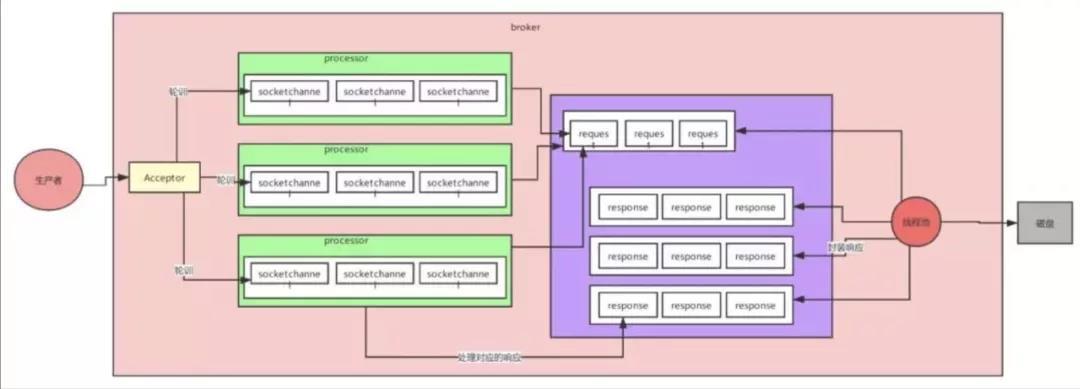 broker
processor
socketchanne
socketchanne
socketchanne
轮训
reques
reques
reques
生产者
Acceptor
processor
轮训
socketchanne
socketchanne
socketchanne
response
response
response
线程池
磁盘
processor
轮训
socketchanne
socketchanne
socketchanne
response
response
response
封装响应
response
response
response
处理对应的响应